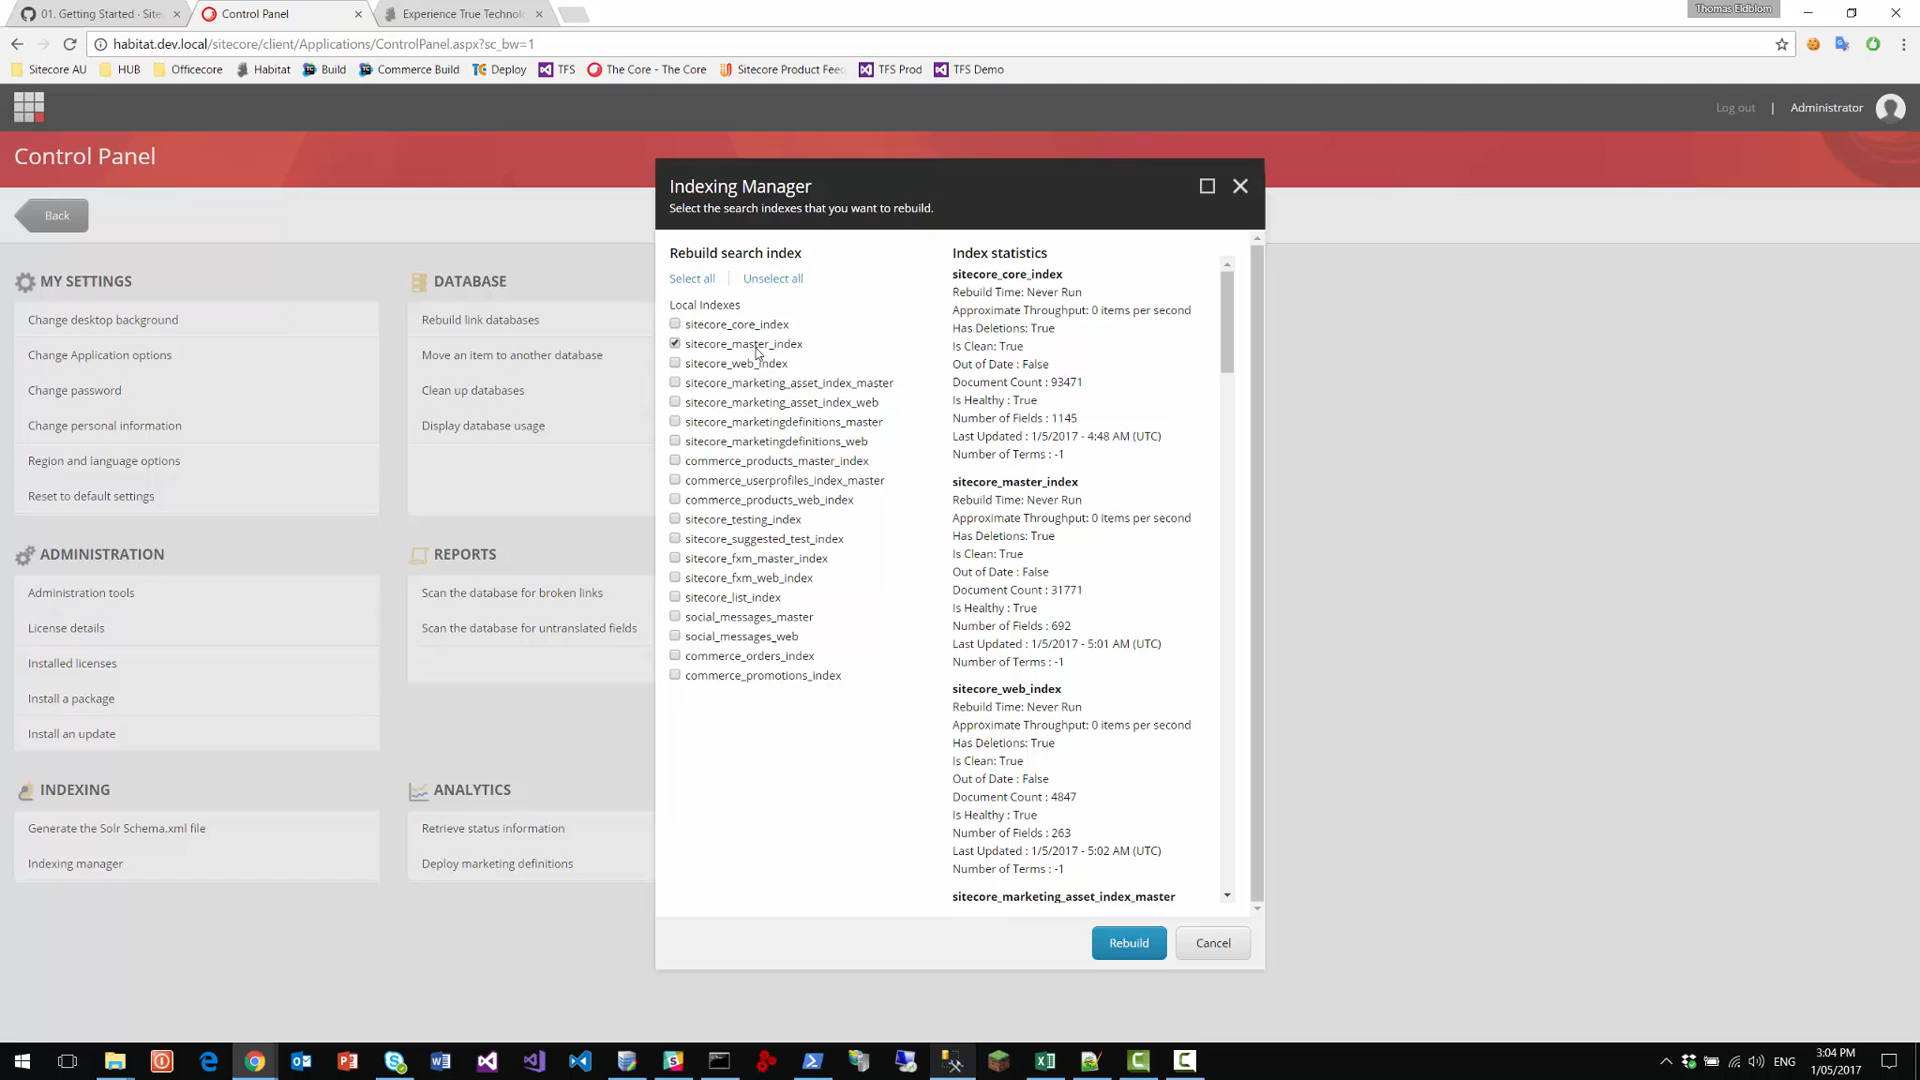 01. Getting Started - Site
Control Panel
Experience True Technolo
Thomas Eldblom
habitat.dev.local/sitecore/client/Applications/ControlPanel.aspx?sc_bw=1
Sitecore AU
HUB
Officecore
Habitat
Build
Commerce Build
Deploy
TFS
The Core - The Core
Sitecore Product Feed
TFS Prod
TFS Demo
Log out | Administrator
Control Panel
Back
MY SETTINGS
Change desktop background
Change Application options
Change password
Change personal information
Region and language options
Reset to default settings
DATABASE
Rebuild link databases
Move an item to another database
Clean up databases
Display database usage
ADMINISTRATION
Administration tools
License details
Installed licenses
Install a package
Install an update
REPORTS
Scan the database for broken links
Scan the database for untranslated fields
INDEXING
Generate the Solr Schema.xml file
Indexing manager
ANALYTICS
Retrieve status information
Deploy marketing definitions
Indexing Manager
Select the search indexes that you want to rebuild.
Rebuild search index
Select all | Unselect all
Local Indexes
sitecore_core_index
sitecore_master_index
sitecore_web_index
sitecore_marketing_asset_index_master
sitecore_marketing_asset_index_web
sitecore_marketingdefinitions_master
sitecore_marketingdefinitions_web
commerce_products_master_index
commerce_userprofiles_index_master
commerce_products_web_index
sitecore_testing_index
sitecore_suggested_test_index
sitecore_fxm_master_index
sitecore_fxm_web_index
sitecore_list_index
social_messages_master
social_messages_web
commerce_orders_index
commerce_promotions_index
Index statistics
sitecore_core_index
Rebuild Time: Never Run
Approximate Throughput: 0 items per second
Has Deletions: True
Is Clean: True
Out of Date : False
Document Count : 93471
Is Healthy : True
Number of Fields : 1145
Last Updated : 1/5/2017 - 4:48 AM (UTC)
Number of Terms : -1
sitecore_master_index
Rebuild Time: Never Run
Approximate Throughput: 0 items per second
Has Deletions: True
Is Clean: True
Out of Date : False
Document Count : 31771
Is Healthy : True
Number of Fields : 692
Last Updated : 1/5/2017 - 5:01 AM (UTC)
Number of Terms : -1
sitecore_web_index
Rebuild Time: Never Run
Approximate Throughput: 0 items per second
Has Deletions: True
Is Clean: True
Out of Date : False
Document Count : 4847
Is Healthy : True
Number of Fields : 263
Last Updated : 1/5/2017 - 5:02 AM (UTC)
Number of Terms : -1
sitecore_marketing_asset_index_master
Rebuild
Cancel
ENG
3:04 PM
1/05/2017